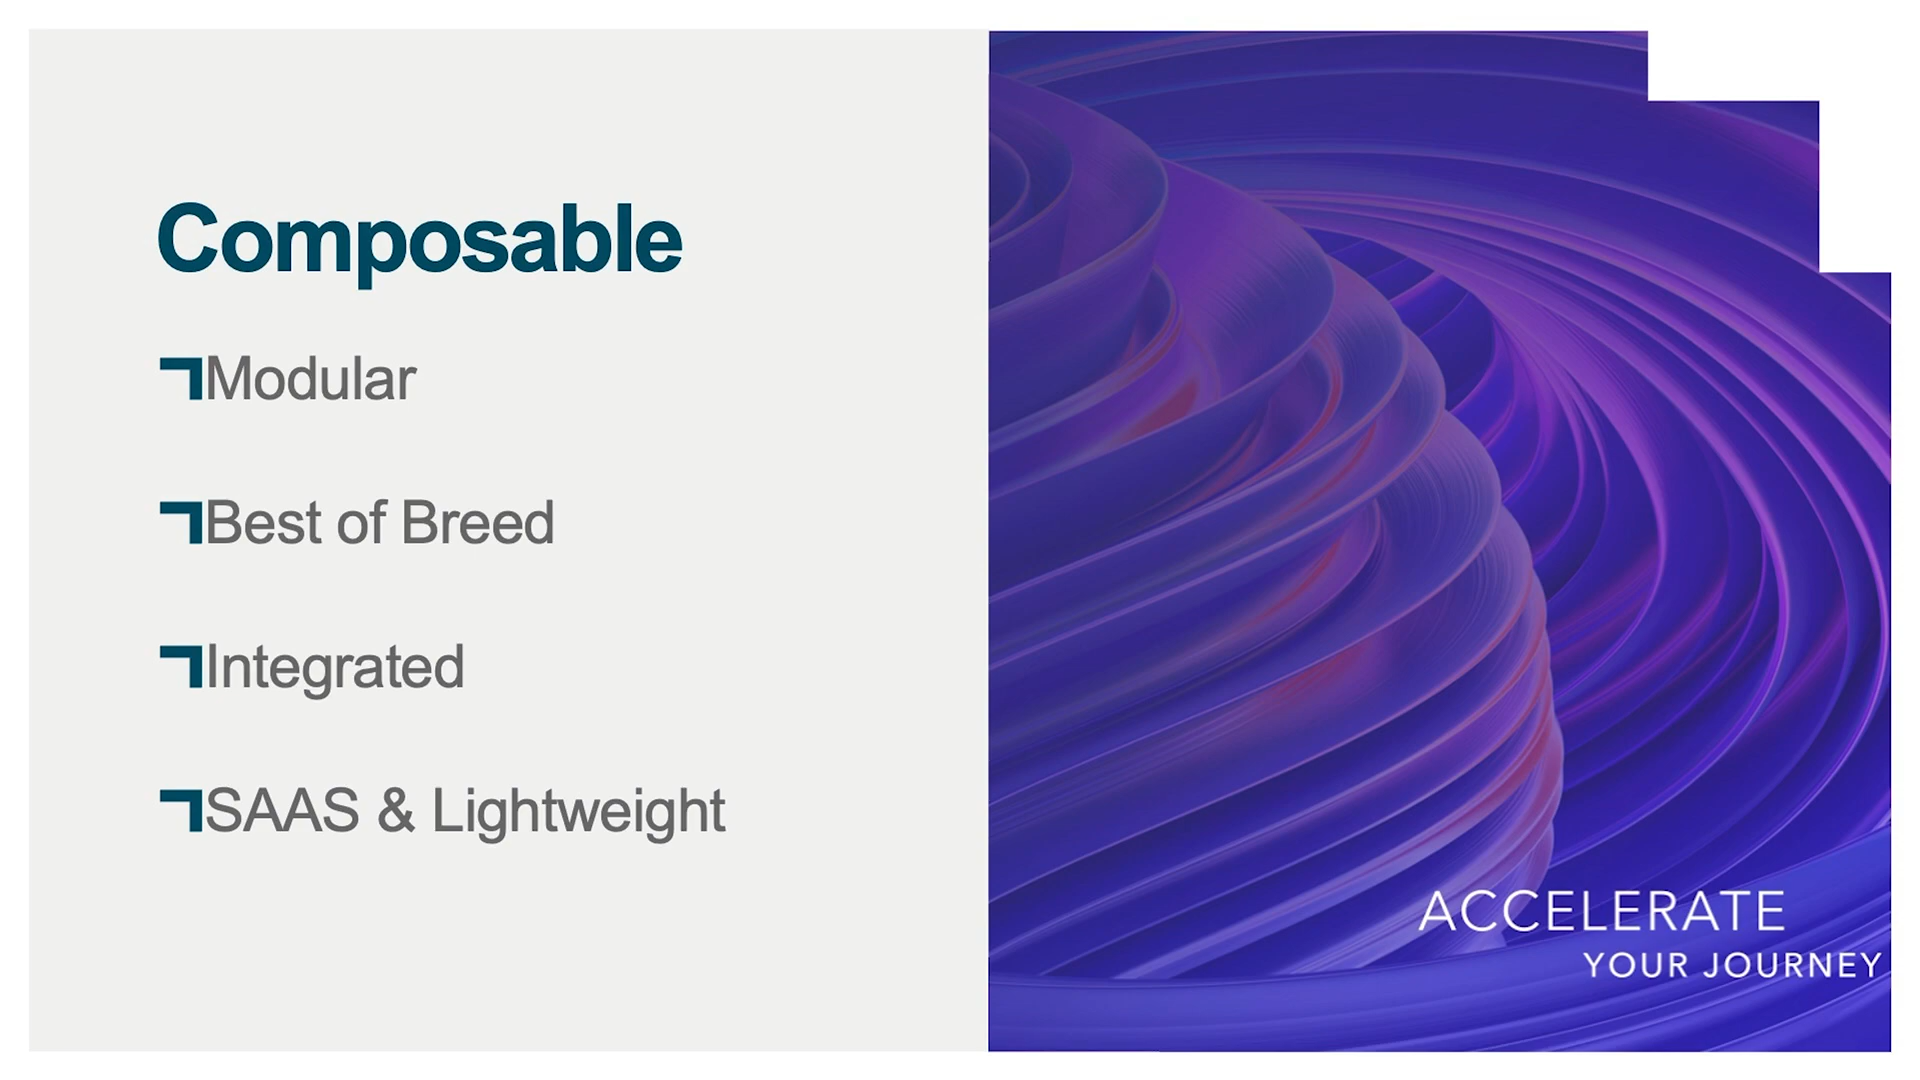 Composable
Modular
Best of Breed
Integrated
SAAS & Lightweight
ACCELERATE
YOUR JOURNEY